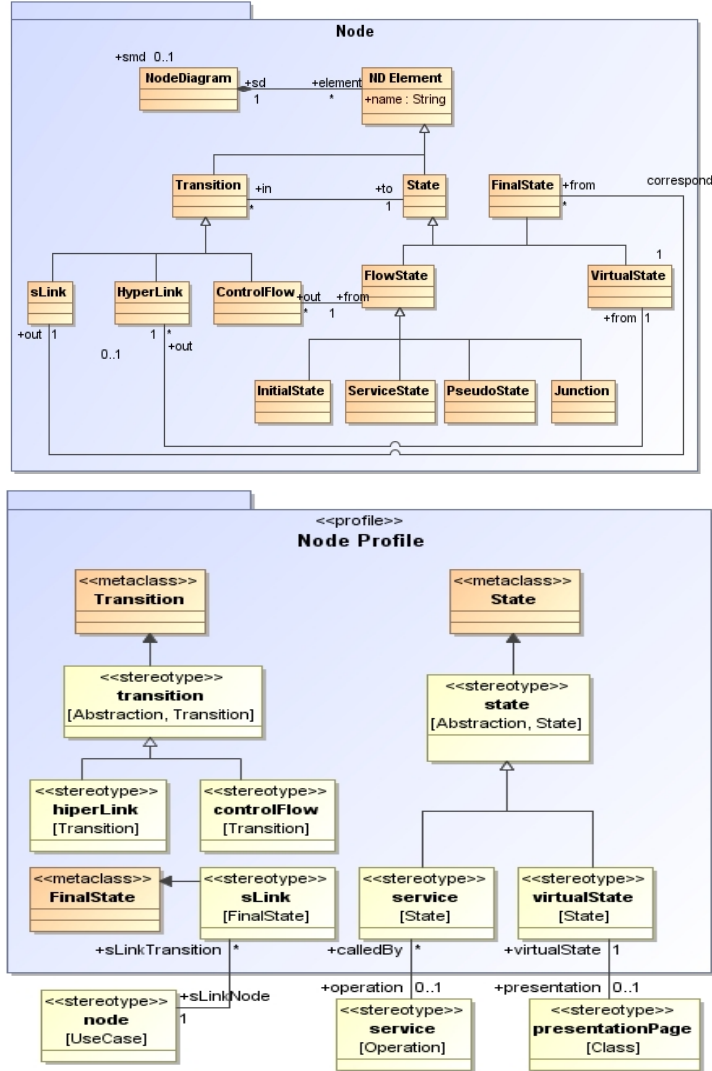 Node
+smd 0..1
NodeDiagram
+sd
1
+element
*
ND Element
+name : String
Transition
+in
*
+to
1
State
FinalState
+from
*
correspond
sLink
HyperLink
ControlFlow
+out
*
+from
1
FlowState
1
VirtualState
+out 1
1 *
+out
0..1
+from 1
InitialState
ServiceState
PseudoState
Junction
<<profile>>
Node Profile
<<metaclass>>
Transition
<<metaclass>>
State
<<stereotype>>
transition
[Abstraction, Transition]
<<stereotype>>
state
[Abstraction, State]
<<stereotype>>
hiperLink
[Transition]
<<stereotype>>
controlFlow
[Transition]
<<metaclass>>
FinalState
<<stereotype>>
sLink
[FinalState]
<<stereotype>>
service
[State]
<<stereotype>>
virtualState
[State]
+sLinkTransition *
+calledBy *
+virtualState 1
+sLinkNode
1
+operation 0..1
+presentation 0..1
<<stereotype>>
node
[UseCase]
<<stereotype>>
service
[Operation]
<<stereotype>>
presentationPage
[Class]